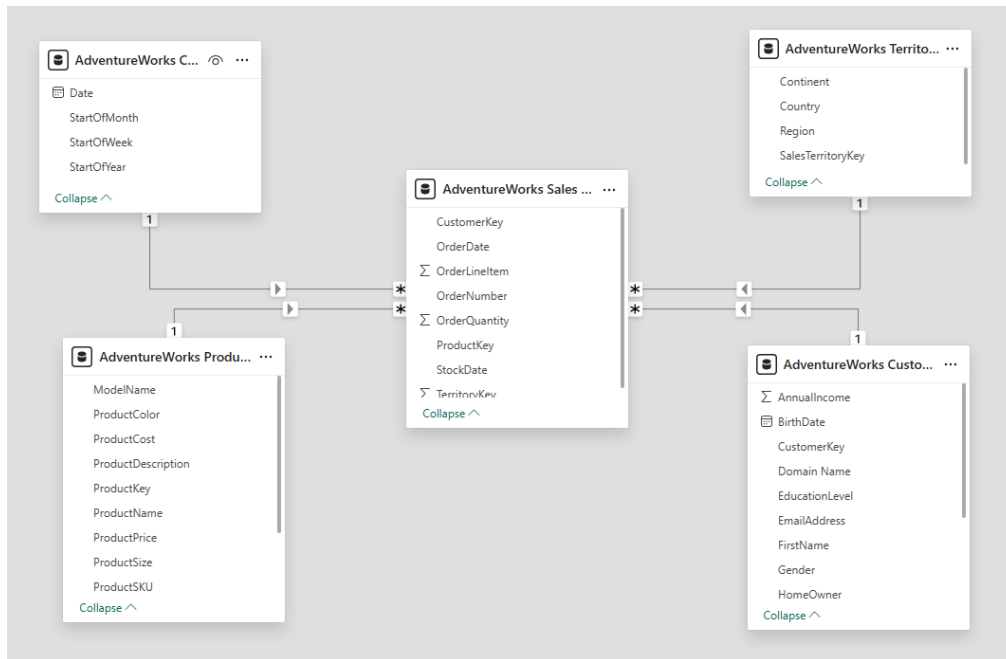 AdventureWorks C...
Date
StartOfMonth
StartOfWeek
StartOfYear
Collapse
1
AdventureWorks Territo...
Continent
Country
Region
SalesTerritoryKey
Collapse
1
AdventureWorks Sales ...
CustomerKey
OrderDate
Σ OrderLineItem
OrderNumber
Σ OrderQuantity
ProductKey
StockDate
Σ TerritoryKey
Collapse
*
*
*
*
1
AdventureWorks Produ...
ModelName
ProductColor
ProductCost
ProductDescription
ProductKey
ProductName
ProductPrice
ProductSize
ProductSKU
Collapse
1
AdventureWorks Custo...
Σ AnnualIncome
BirthDate
CustomerKey
Domain Name
EducationLevel
EmailAddress
FirstName
Gender
HomeOwner
Collapse